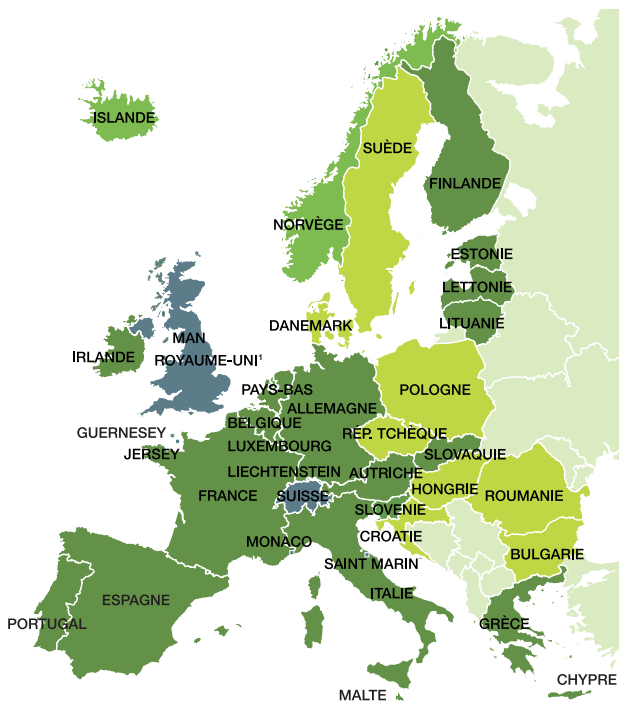 ISLANDE
SUÈDE
FINLANDE
NORVÈGE
ESTONIE
LETTONIE
LITUANIE
DANEMARK
MAN
IRLANDE
ROYAUME-UNI¹
PAYS-BAS
POLOGNE
ALLEMAGNE
BELGIQUE
GUERNESEY
RÉP. TCHÈQUE
LUXEMBOURG
JERSEY
SLOVAQUIE
LIECHTENSTEIN
AUTRICHE
HONGRIE
FRANCE
SUISSE
ROUMANIE
SLOVENIE
CROATIE
MONACO
BULGARIE
SAINT MARIN
ESPAGNE
ITALIE
PORTUGAL
GRÈCE
CHYPRE
MALTE